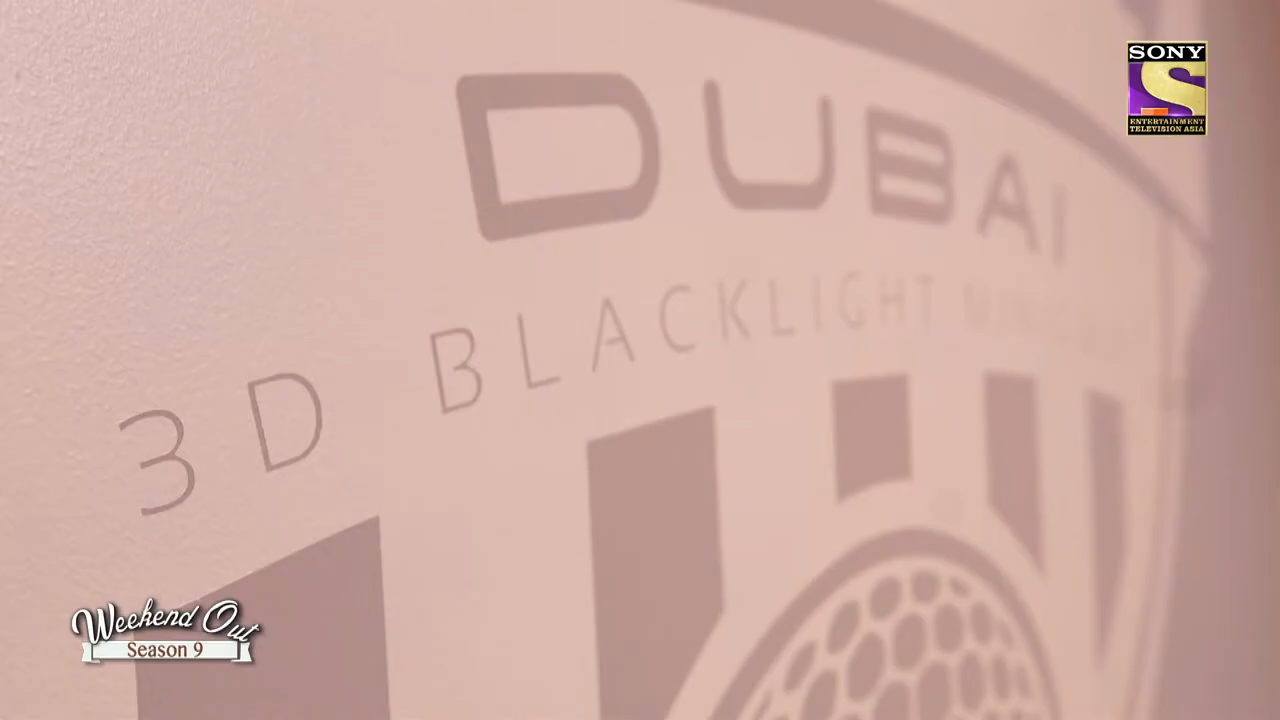 DUBAI
3D BLACKLIGHT
SONY
ENTERTAINMENT
TELEVISION ASIA
Weekend Out
Season 9